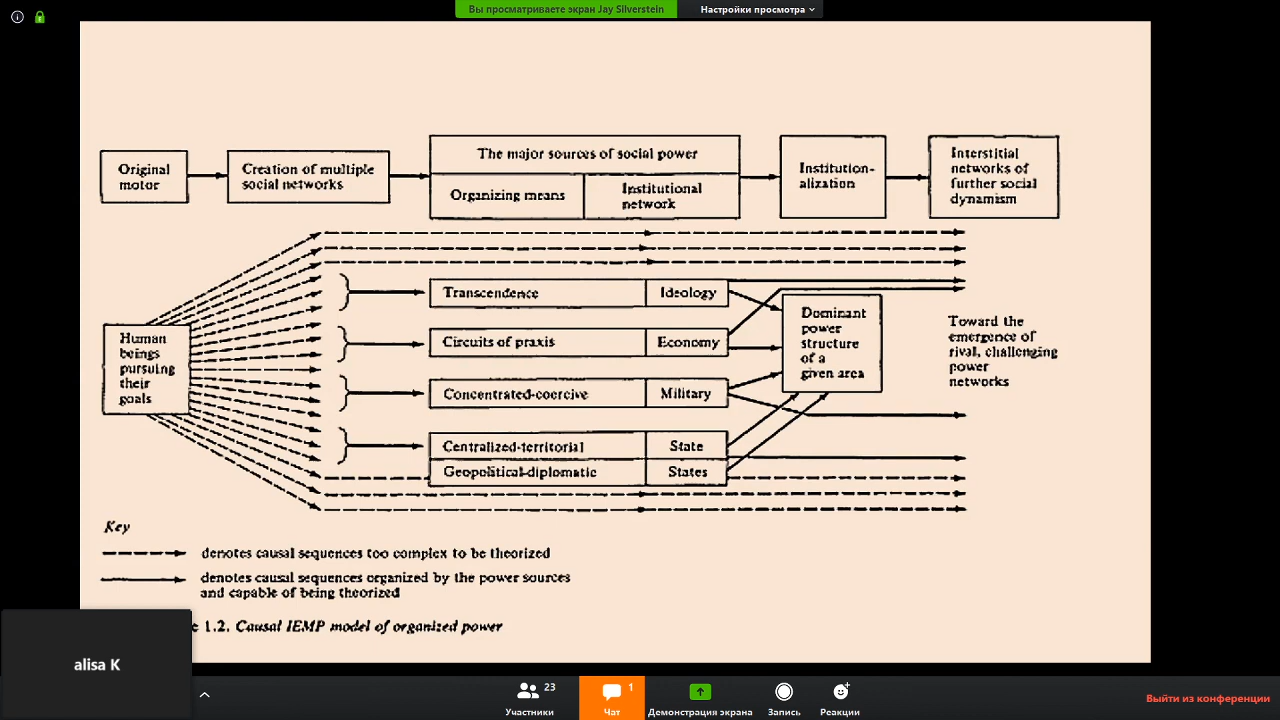 Вы просматриваете экран Jay Silverstein
Настройки просмотра
Original
motor
Creation of multiple
social networks
The major sources of social power
Organizing means
Institutional
network
Institution-
alization
Interstitial
networks of
further social
dynamism
Transcendence
Ideology
Circuits of praxis
Economy
Concentrated-coercive
Military
Centralized-territorial
State
Geopolitical-diplomatic
States
Human
beings
pursuing
their
goals
Dominant
power
structure
of a
given area
Toward the
emergence of
rival, challenging
power
networks
Key
denotes causal sequences too complex to be theorized
denotes causal sequences organized by the power sources
and capable of being theorized
1.2. Causal IEMP model of organized power
alisa K
23
Участники
1
Чат
Демонстрация экрана
Запись
Реакции
Выйти из конференции